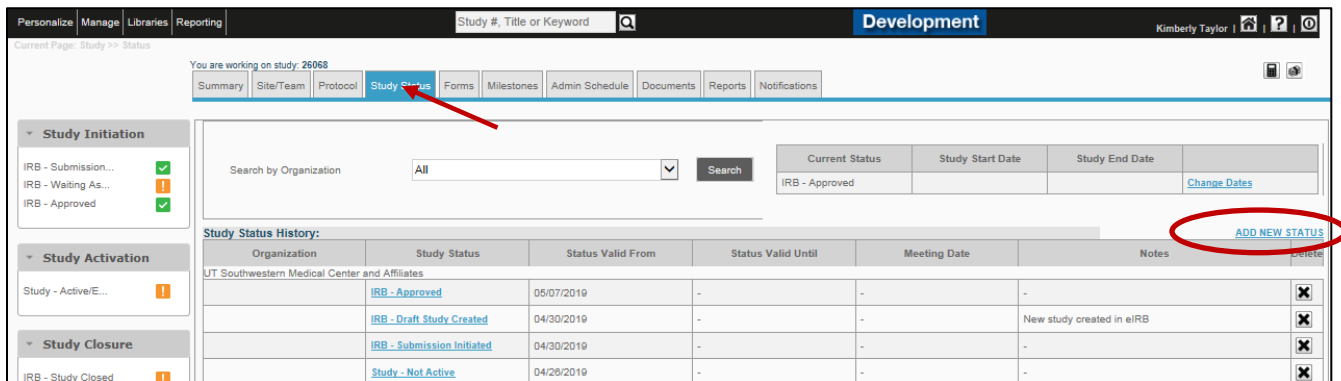 Personalize Manage Libraries Reporting Study #, Title or Keyword Development Kimberly Taylor | | ? |
Current Page: Study >> Status
You are working on study: 26068
Summary Site/Team Protocol Study Status Forms Milestones Admin Schedule Documents Reports Notifications
Study Initiation
IRB - Submission...
IRB - Waiting As...
IRB - Approved
Study Activation
Study - Active/E...
Study Closure
IRB - Study Closed
Search by Organization All Search
Current Status Study Start Date Study End Date
IRB - Approved Change Dates
Study Status History: ADD NEW STATUS
Organization Study Status Status Valid From Status Valid Until Meeting Date Notes Delete
UT Southwestern Medical Center and Affiliates
IRB - Approved 05/07/2019 - - -
IRB - Draft Study Created 04/30/2019 - - New study created in eIRB
IRB - Submission Initiated 04/30/2019 - - -
Study - Not Active 04/26/2019 - - -